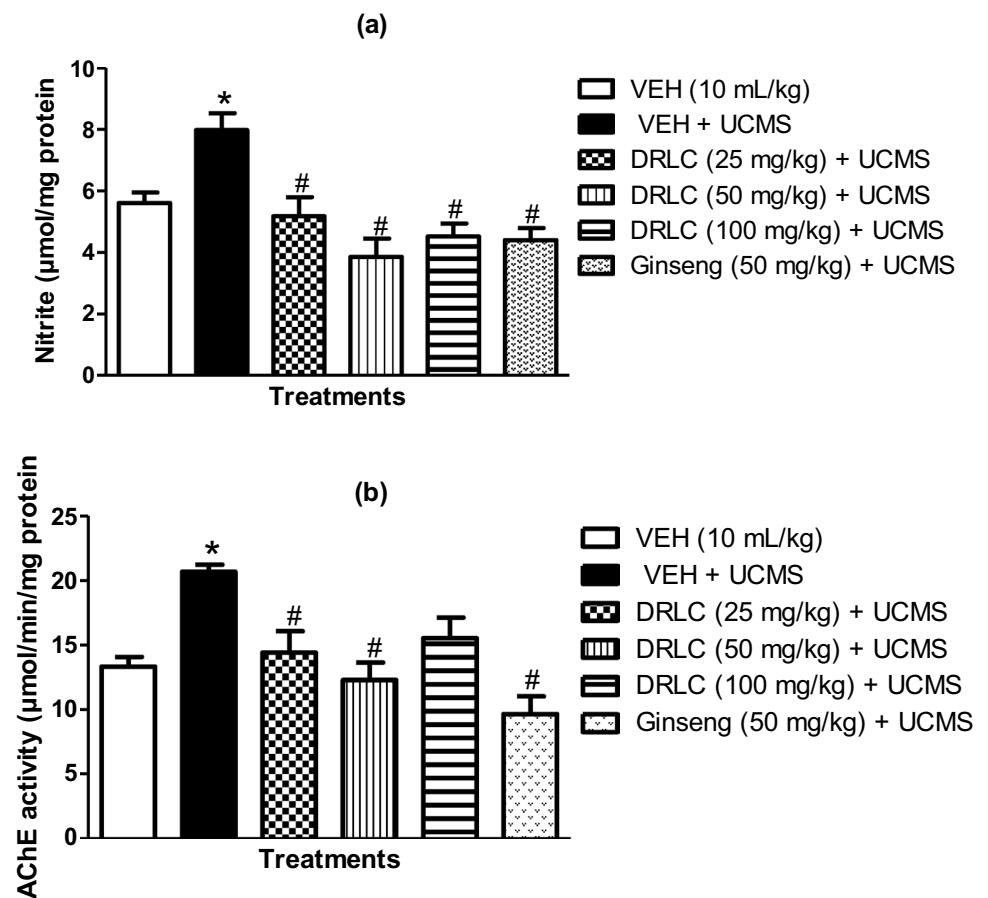 (a)
10
8
6
4
2
0
Nitrite (µmol/mg protein
*
#
#
#
#
Treatments
VEH (10 mL/kg)
VEH + UCMS
DRLC (25 mg/kg) + UCMS
DRLC (50 mg/kg) + UCMS
DRLC (100 mg/kg) + UCMS
Ginseng (50 mg/kg) + UCMS
(b)
25
20
15
10
5
0
AChE activity (µmol/min/mg protein
*
#
#
#
Treatments
VEH (10 mL/kg)
VEH + UCMS
DRLC (25 mg/kg) + UCMS
DRLC (50 mg/kg) + UCMS
DRLC (100 mg/kg) + UCMS
Ginseng (50 mg/kg) + UCMS